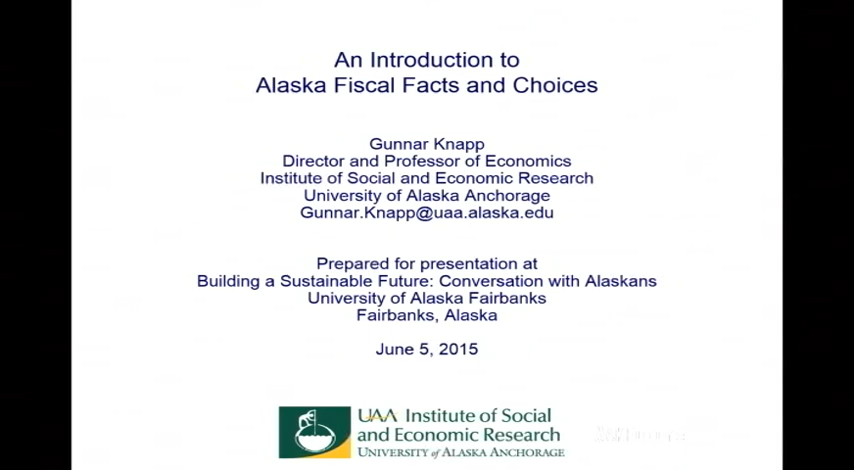 An Introduction to
Alaska Fiscal Facts and Choices
Gunnar Knapp
Director and Professor of Economics
Institute of Social and Economic Research
University of Alaska Anchorage
Gunnar.Knapp@uaa.alaska.edu
Prepared for presentation at
Building a Sustainable Future: Conversation with Alaskans
University of Alaska Fairbanks
Fairbanks, Alaska
June 5, 2015
UAA Institute of Social
and Economic Research
UNIVERSITY of ALASKA ANCHORAGE